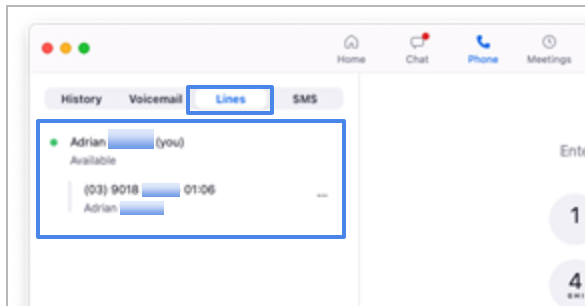 Home Chat Phone Meetings
History Voicemail Lines SMS
Adrian (you)
Available
(03) 9018 01:06
...
Adrian
Ente
1
4
GHI